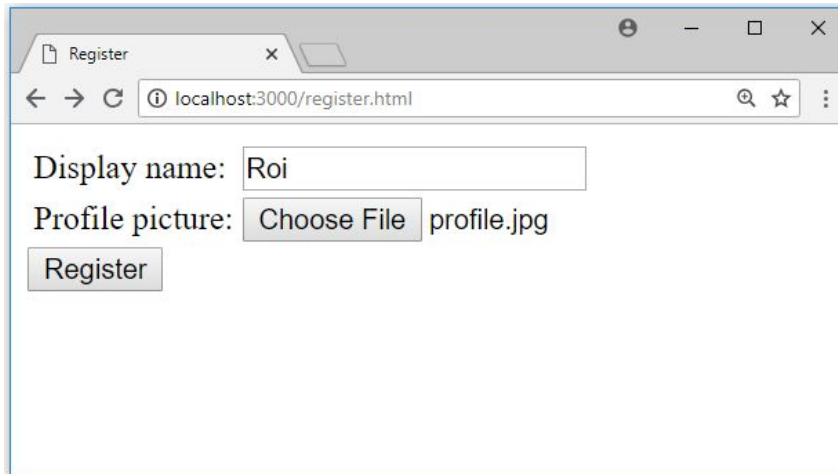 Register
localhost:3000/register.html
Display name: Roi
Profile picture: Choose File profile.jpg
Register